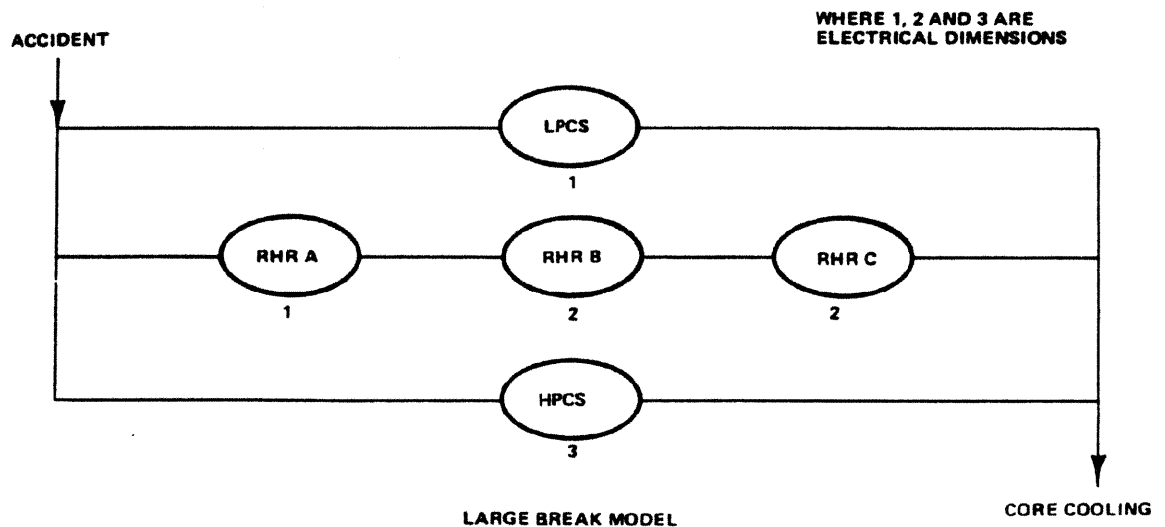 WHERE 1, 2 AND 3 ARE
ELECTRICAL DIMENSIONS
ACCIDENT
LPCS
1
RHR A
RHR B
RHR C
1
2
2
HPCS
3
LARGE BREAK MODEL
CORE COOLING